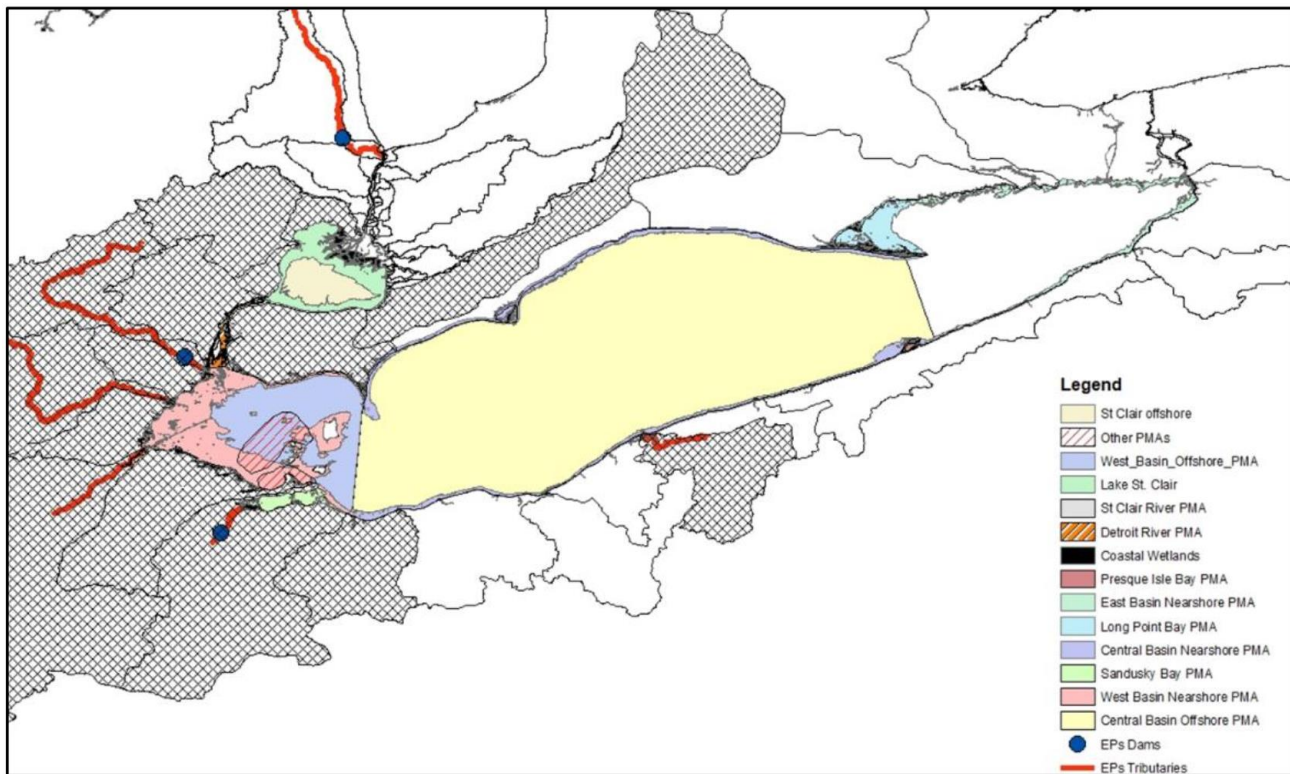 Legend
St Clair offshore
Other PMAs
West_Basin_Offshore_PMA
Lake St. Clair
St Clair River PMA
Detroit River PMA
Coastal Wetlands
Presque Isle Bay PMA
East Basin Nearshore PMA
Long Point Bay PMA
Central Basin Nearshore PMA
Sandusky Bay PMA
West Basin Nearshore PMA
Central Basin Offshore PMA
EPs Dams
EPs Tributaries